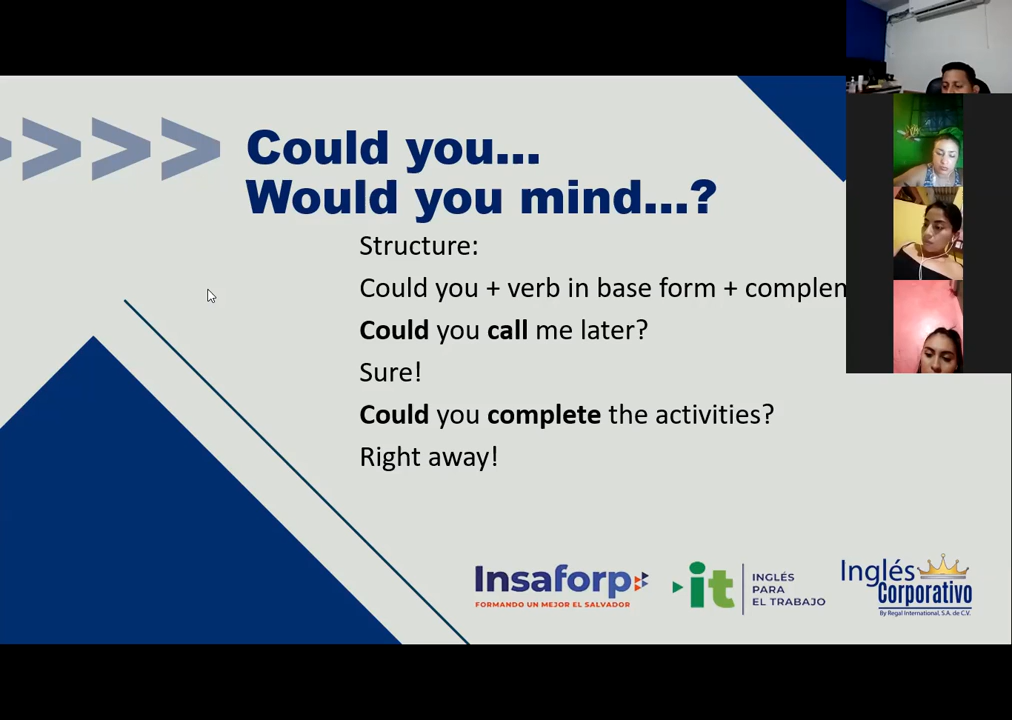 Could you...
Would you mind...?
Structure:
Could you + verb in base form + complem
Could you call me later?
Sure!
Could you complete the activities?
Right away!
Insaforp
FORMANDO UN MEJOR EL SALVADOR
it
INGLÉS
PARA
EL TRABAJO
Inglés
Corporativo
By Regal International, S.A. de C.V.